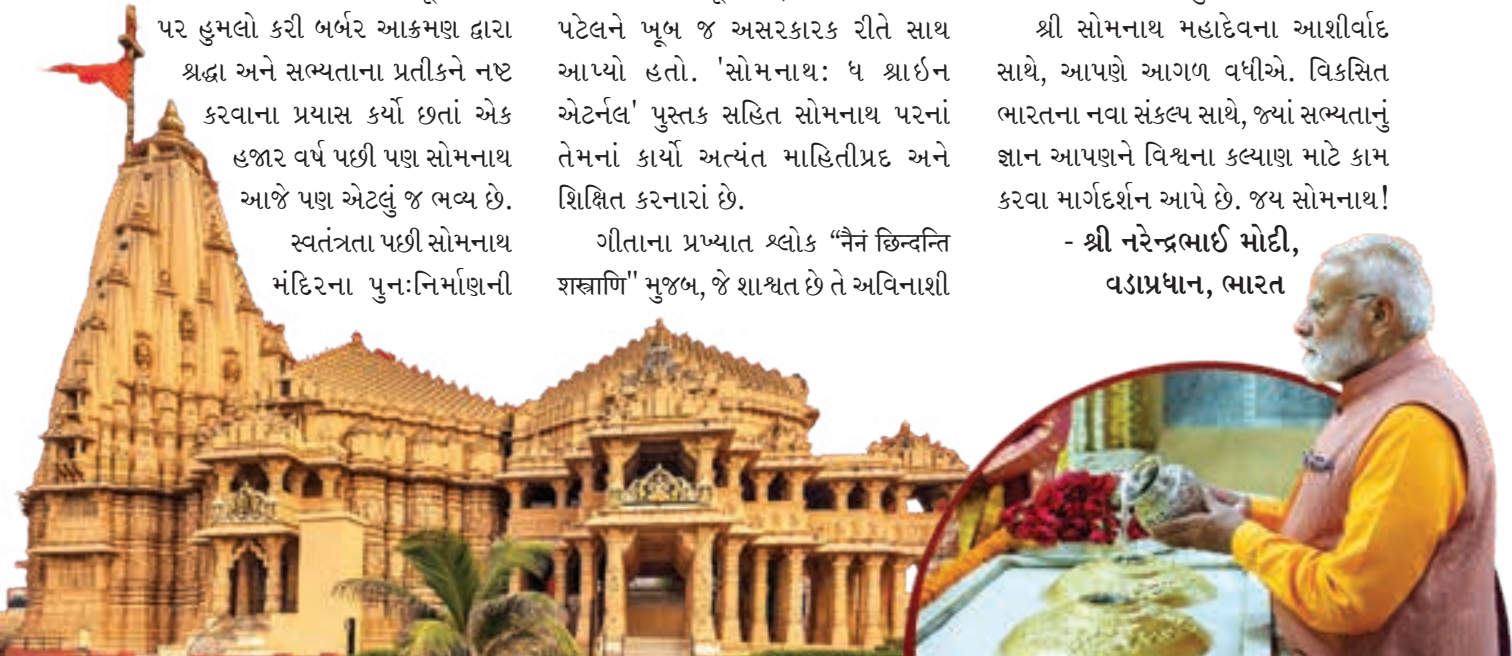 પર હુમલો કરી બર્બર આક્રમણ દ્વારા
શ્રદ્ધા અને સભ્યતાના પ્રતીકને નષ્ટ
કરવાના પ્રયાસ કર્યો છતાં એક
હજાર વર્ષ પછી પણ સોમનાથ
આજે પણ એટલું જ ભવ્ય છે.
સ્વતંત્રતા પછી સોમનાથ
મંદિરના પુનઃનિર્માણની
પટેલને ખૂબ જ અસરકારક રીતે સાથ
આપ્યો હતો. 'સોમનાથ: ધ શ્રાઇન
એટર્નલ' પુસ્તક સહિત સોમનાથ પરનાં
તેમનાં કાર્યો અત્યંત માહિતીપ્રદ અને
શિક્ષિત કરનારાં છે.
ગીતાના પ્રખ્યાત શ્લોક “नैनं छिन्दन्ति
शस्त्राणि" મુજબ, જે શાશ્વત છે તે અવિનાશી
શ્રી સોમનાથ મહાદેવના આશીર્વાદ
સાથે, આપણે આગળ વધીએ. વિકસિત
ભારતના નવા સંકલ્પ સાથે, જ્યાં સભ્યતાનું
જ્ઞાન આપણને વિશ્વના કલ્યાણ માટે કામ
કરવા માર્ગદર્શન આપે છે. જય સોમનાથ!
- શ્રી નરેન્દ્રભાઈ મોદી,
વડાપ્રધાન, ભારત